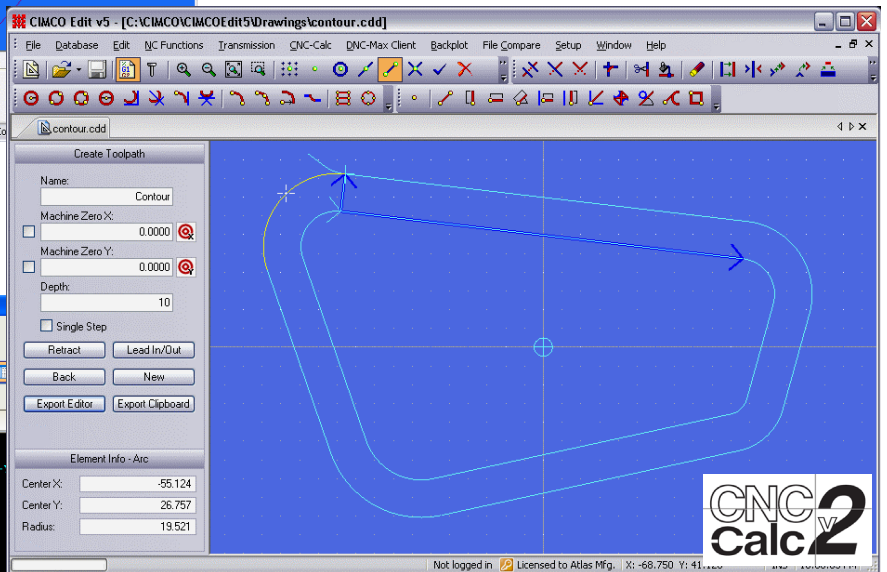 CIMCO Edit v5 - [C:\CIMCO\CIMCOEdit5\Drawings\contour.cdd]
File Database Edit NC Functions Transmission CNC-Calc DNC-Max Client Backplot File Compare Setup Window Help
contour.cdd
Create Toolpath
Name:
Contour
Machine Zero X:
0.0000
Machine Zero Y:
0.0000
Depth:
10
Single Step
Retract Lead In/Out
Back New
Export Editor Export Clipboard
Element Info - Arc
Center X: -55.124
Center Y: 26.757
Radius: 19.521
CNC
Calc v2
Not logged in Licensed to Atlas Mfg. X: -68.750 Y: